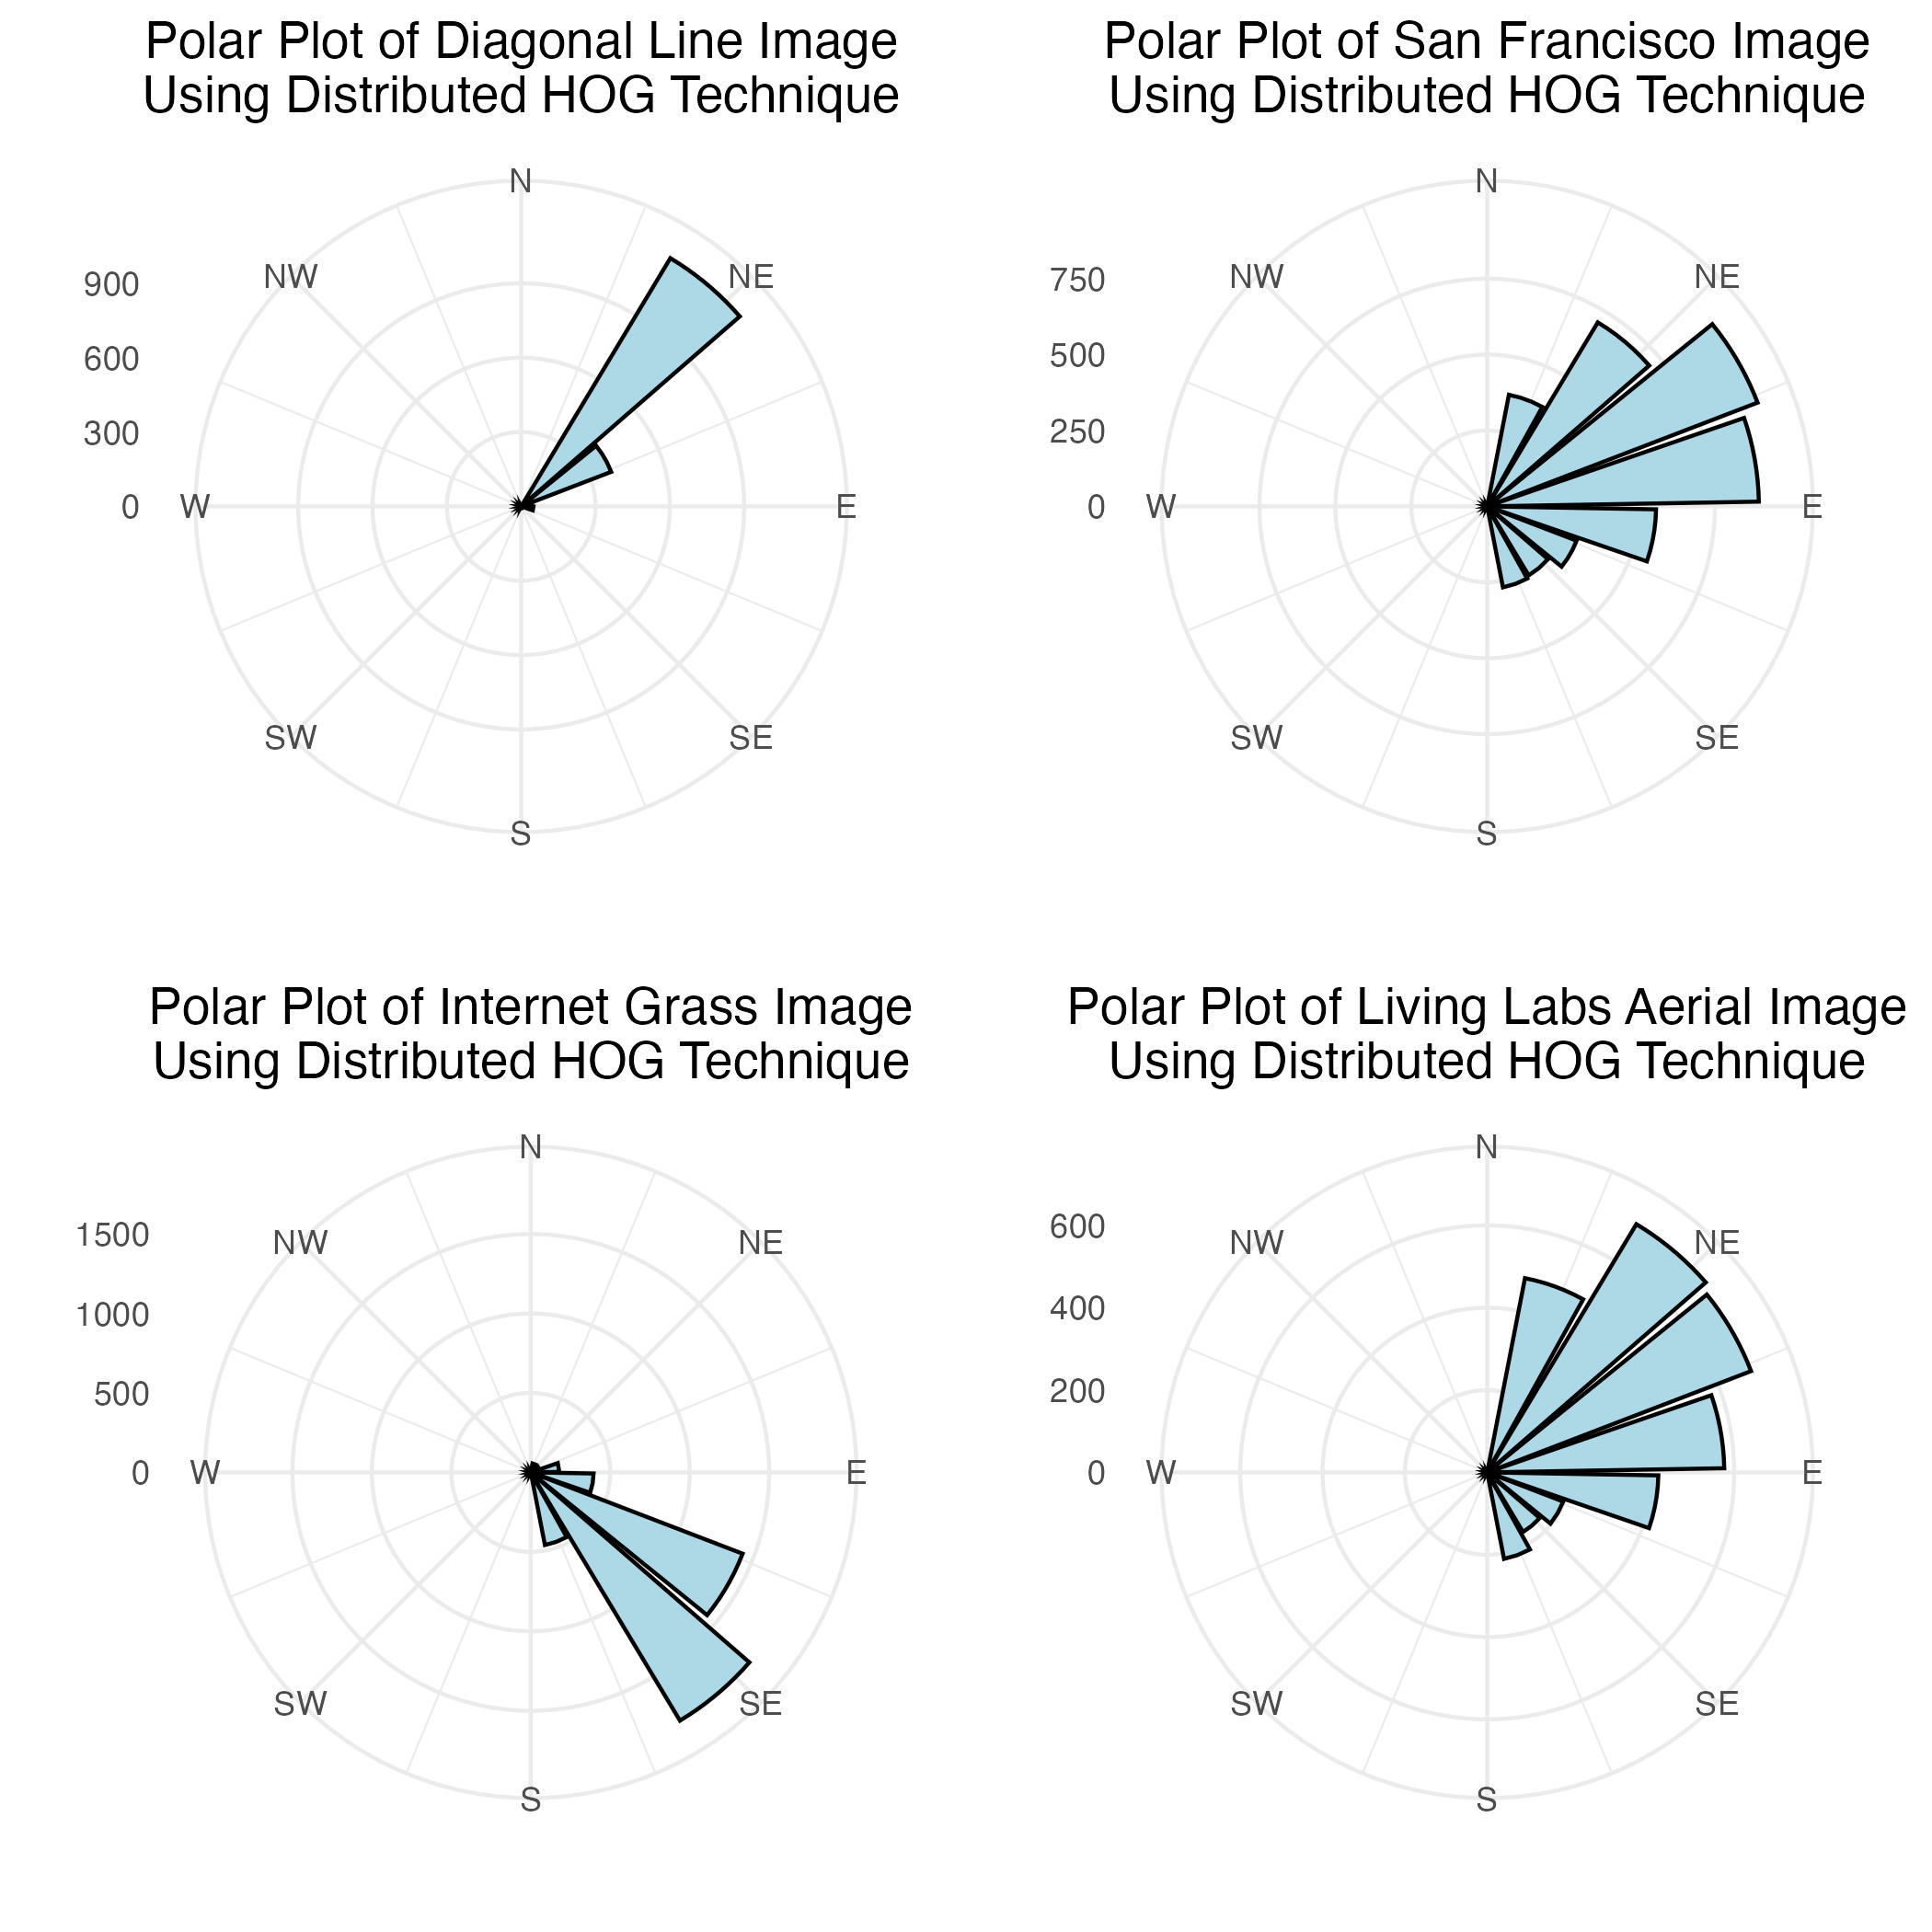 Polar Plot of Diagonal Line Image
Using Distributed HOG Technique
N
NW
NE
900
600
300
0
W
E
SW
SE
S
Polar Plot of San Francisco Image
Using Distributed HOG Technique
N
NW
NE
750
500
250
0
W
E
SW
SE
S
Polar Plot of Internet Grass Image
Using Distributed HOG Technique
N
1500
NW
NE
1000
500
0
W
E
SW
SE
S
Polar Plot of Living Labs Aerial Image
Using Distributed HOG Technique
N
600
NW
NE
400
200
0
W
E
SW
SE
S